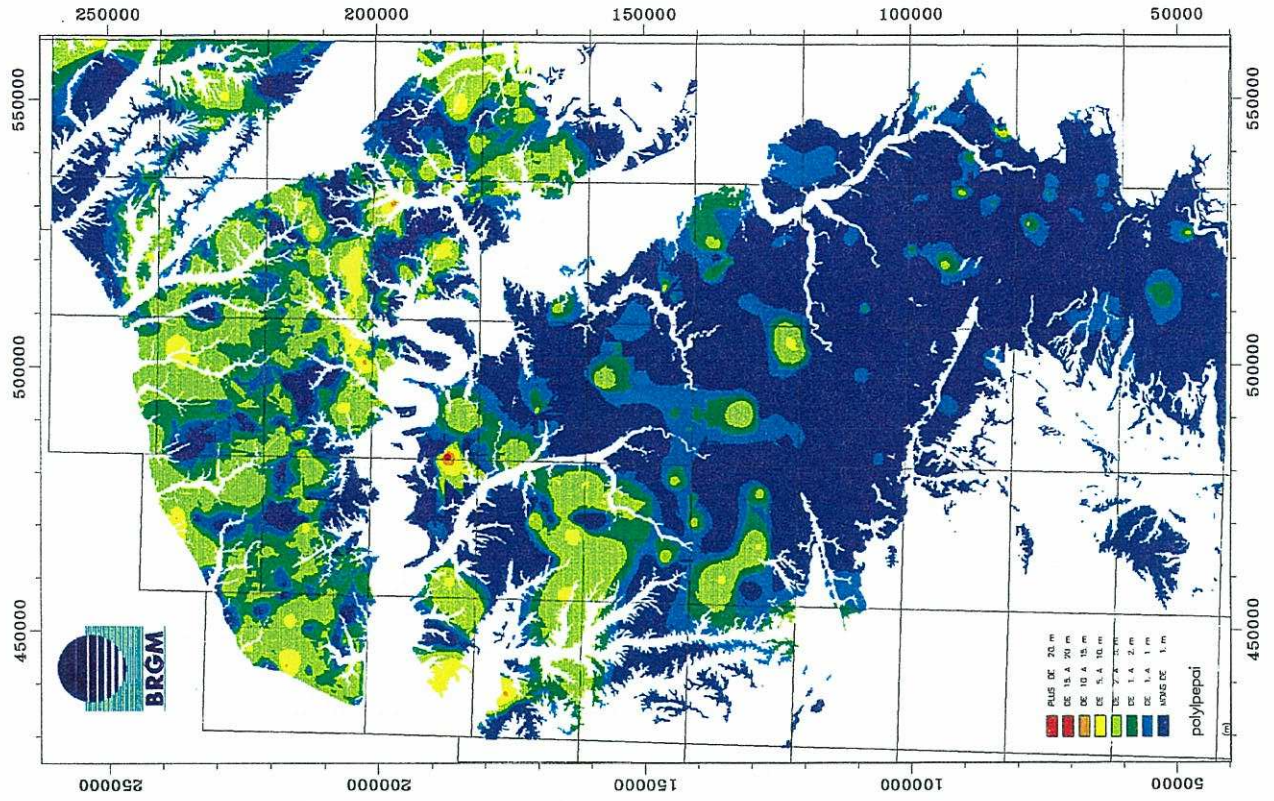 250000 200000 150000 100000 50000
550000 550000
500000 500000
450000 450000
BRGM
PLUS DE 20. m
DE 15. A 20. m
DE 10. A 15. m
DE 5. A 10. m
DE 2. A 5. m
DE 1. A 2. m
DE 1. A 1. m
MOINS DE 1. m
polylpepai
(m)
250000 200000 150000 100000 50000